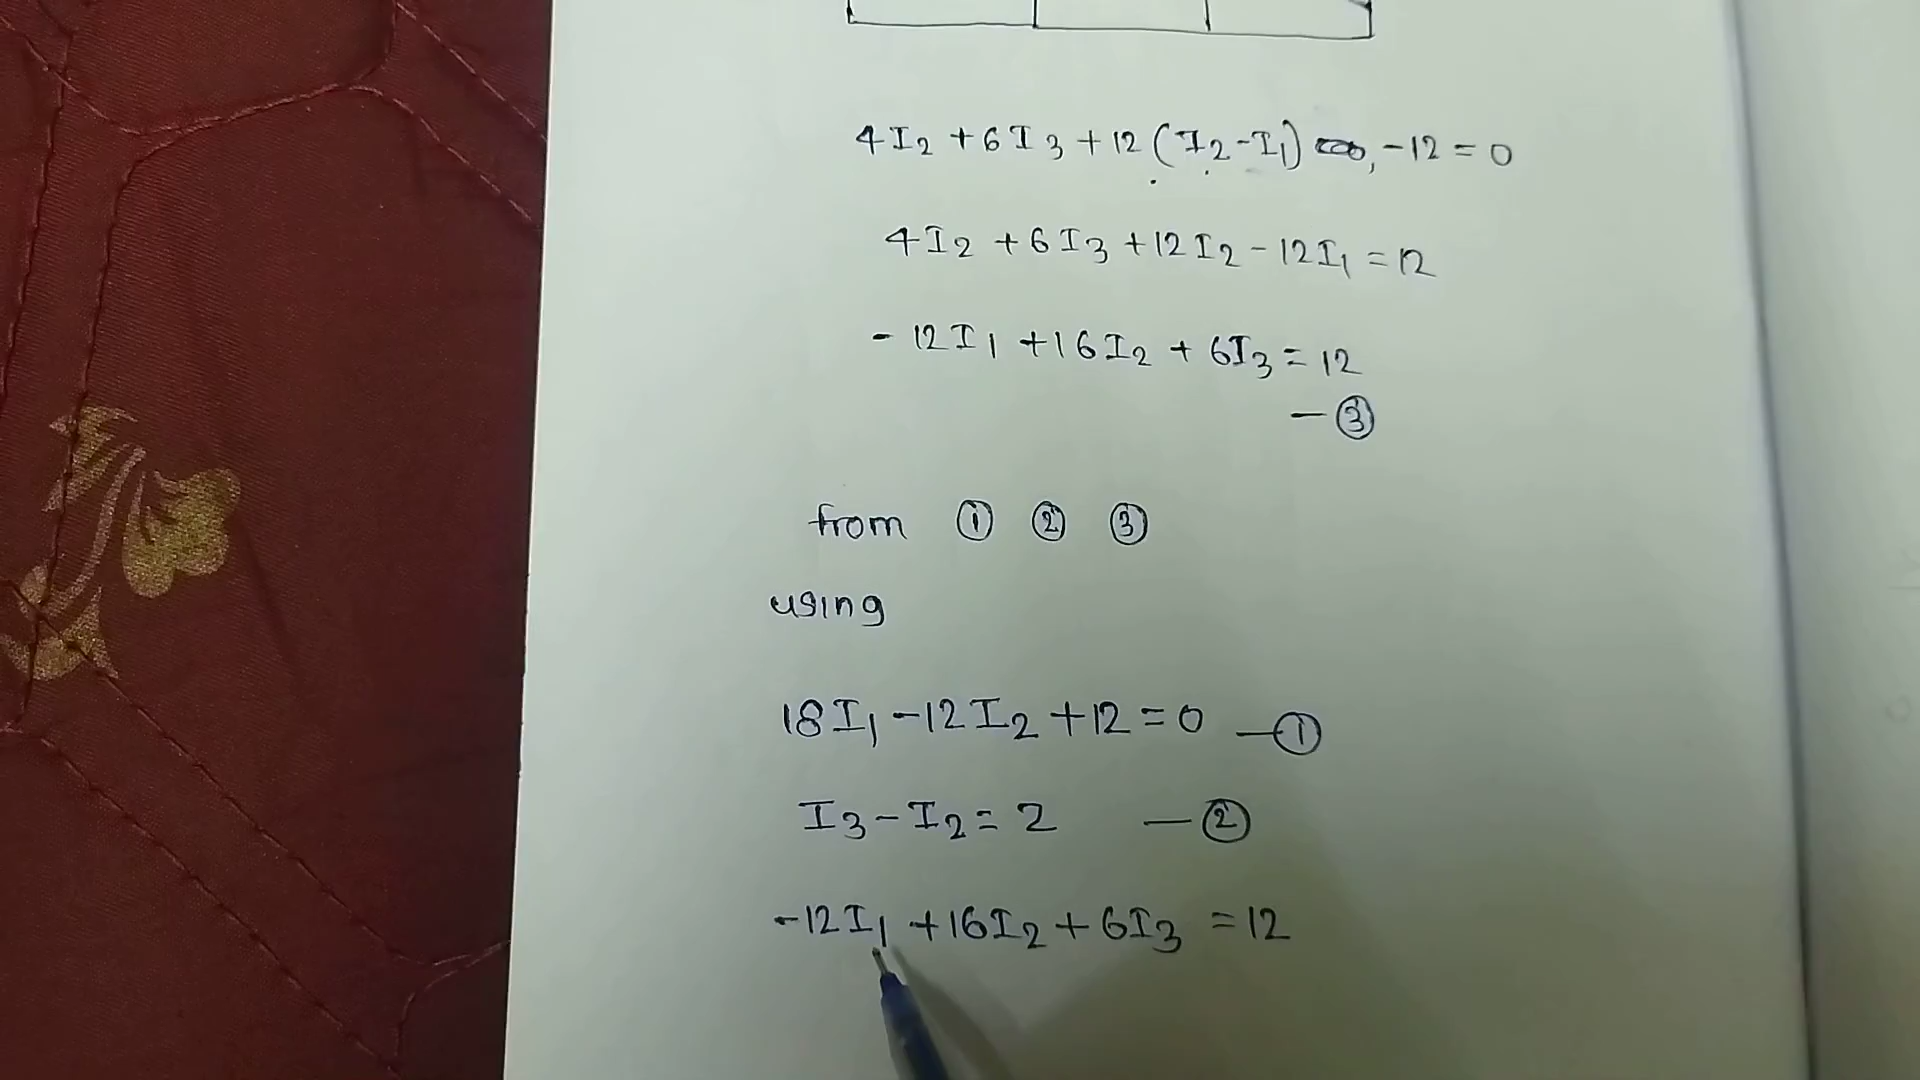 4I2 + 6I3 + 12 (I2 - I1) , -12 = 0
4I2 + 6I3 + 12I2 - 12I1 = 12
- 12I1 + 16I2 + 6I3 = 12
— ③
from ① ② ③
using
18I1 - 12I2 + 12 = 0 — ①
I3 - I2 = 2 — ②
-12I1 + 16I2 + 6I3 = 12